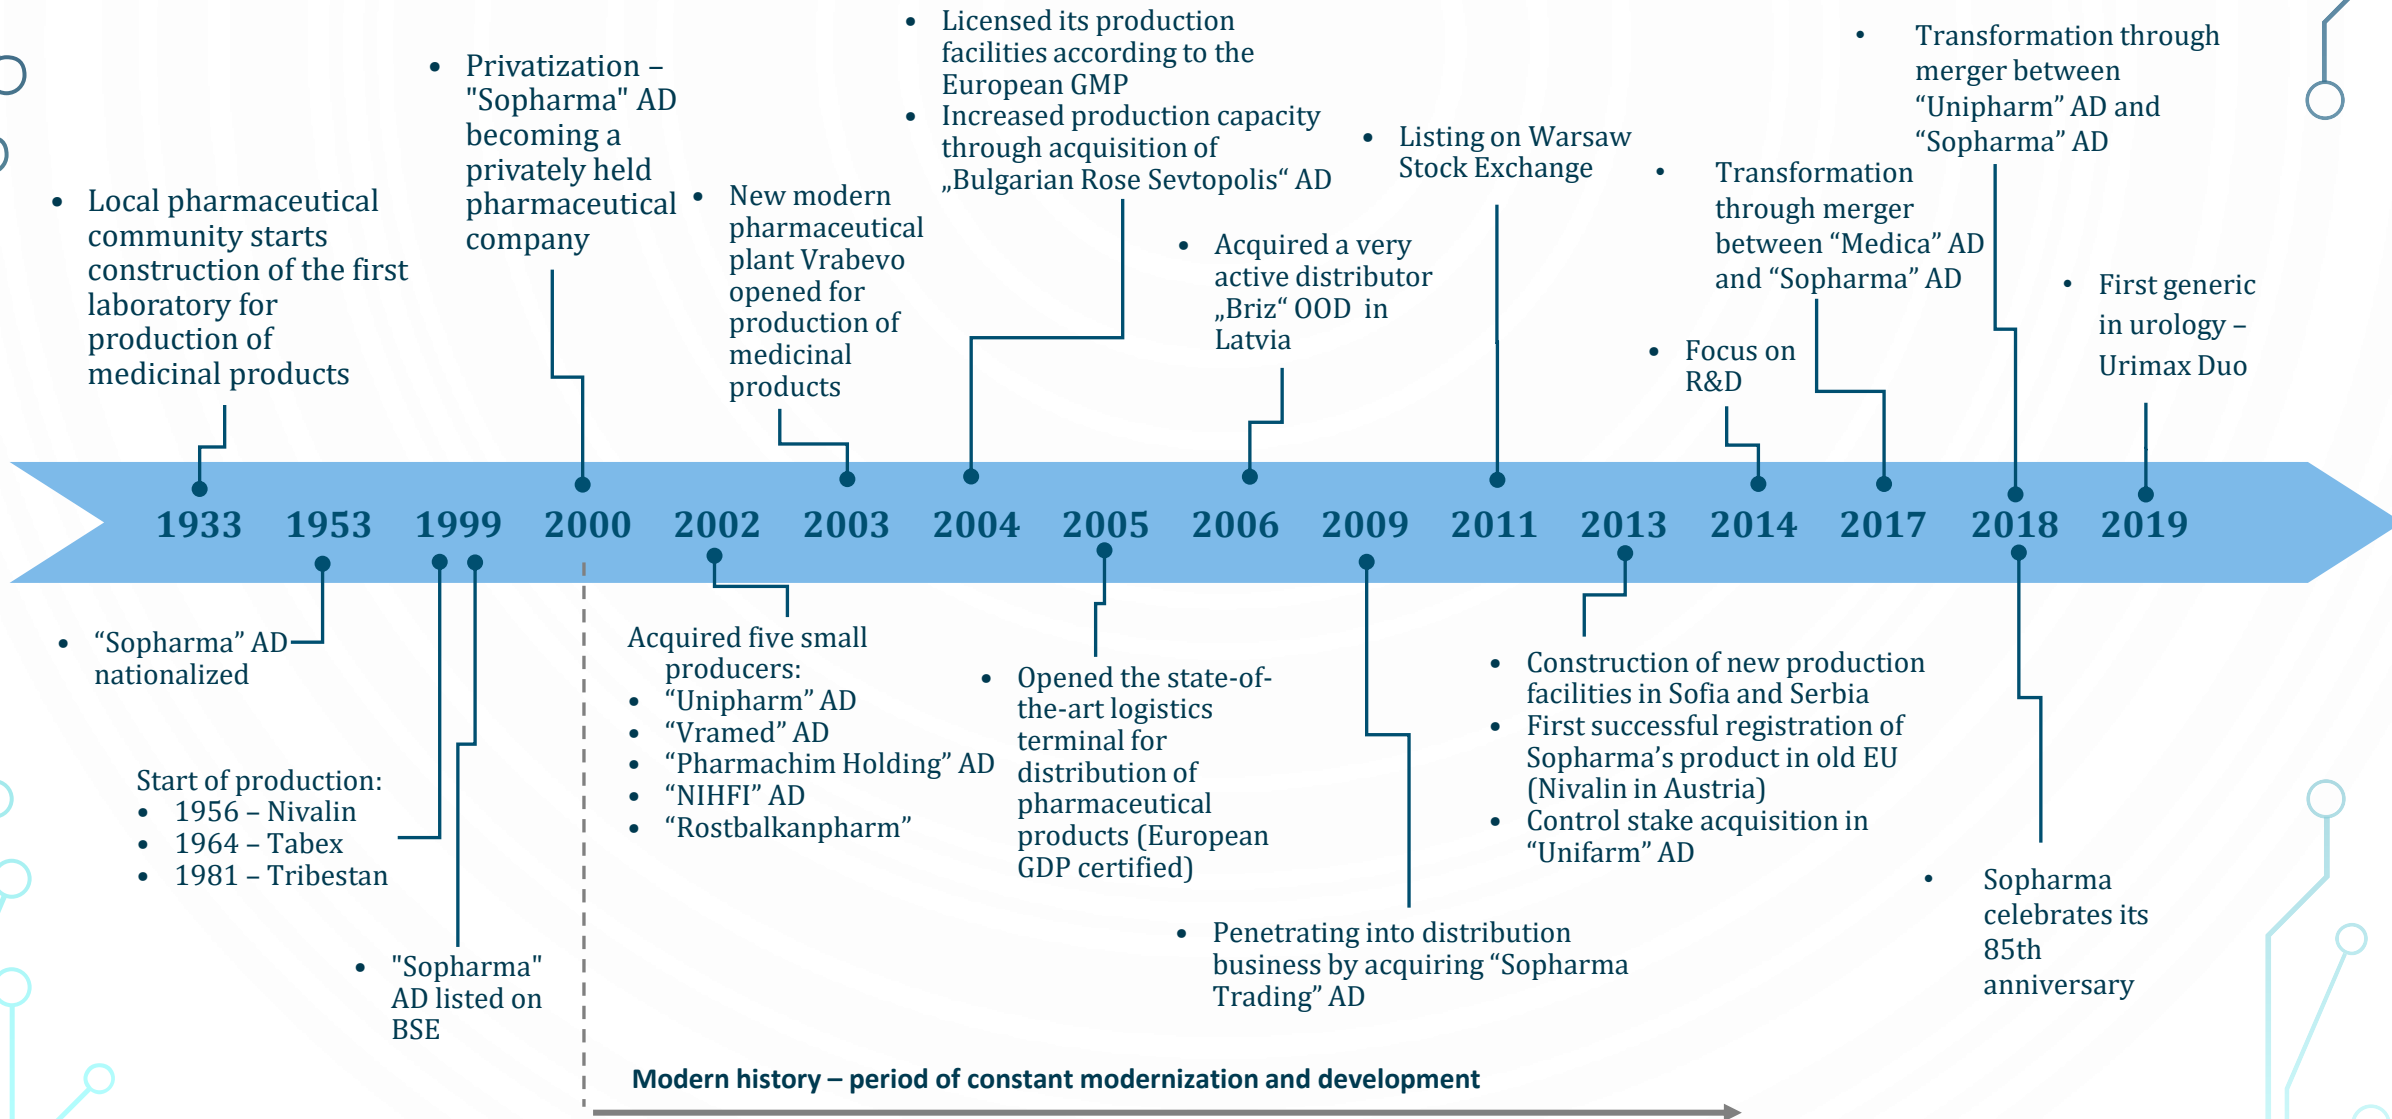 • Local pharmaceutical
community starts
construction of the first
laboratory for
production of
medicinal products
• Privatization –
"Sopharma" AD
becoming a
privately held
pharmaceutical
company
• New modern
pharmaceutical
plant Vrabevo
opened for
production of
medicinal
products
• Licensed its production
facilities according to the
European GMP
• Increased production capacity
through acquisition of
„Bulgarian Rose Sevtopolis“ AD
• Acquired a very
active distributor
„Briz“ OOD in
Latvia
• Listing on Warsaw
Stock Exchange
• Focus on
R&D
• Transformation
through merger
between “Medica” AD
and “Sopharma” AD
• Transformation through
merger between
“Unipharm” AD and
“Sopharma” AD
• First generic
in urology –
Urimax Duo
1933 1953 1999 2000 2002 2003 2004 2005 2006 2009 2011 2013 2014 2017 2018 2019
• “Sopharma” AD
nationalized
Start of production:
• 1956 – Nivalin
• 1964 – Tabex
• 1981 – Tribestan
• "Sopharma"
AD listed on
BSE
Acquired five small
producers:
• “Unipharm” AD
• “Vramed” AD
• “Pharmachim Holding” AD
• “NIHFI” AD
• “Rostbalkanpharm”
• Opened the state-of-
the-art logistics
terminal for
distribution of
pharmaceutical
products (European
GDP certified)
• Penetrating into distribution
business by acquiring “Sopharma
Trading” AD
• Construction of new production
facilities in Sofia and Serbia
• First successful registration of
Sopharma’s product in old EU
(Nivalin in Austria)
• Control stake acquisition in
“Unifarm” AD
• Sopharma
celebrates its
85th
anniversary
Modern history – period of constant modernization and development